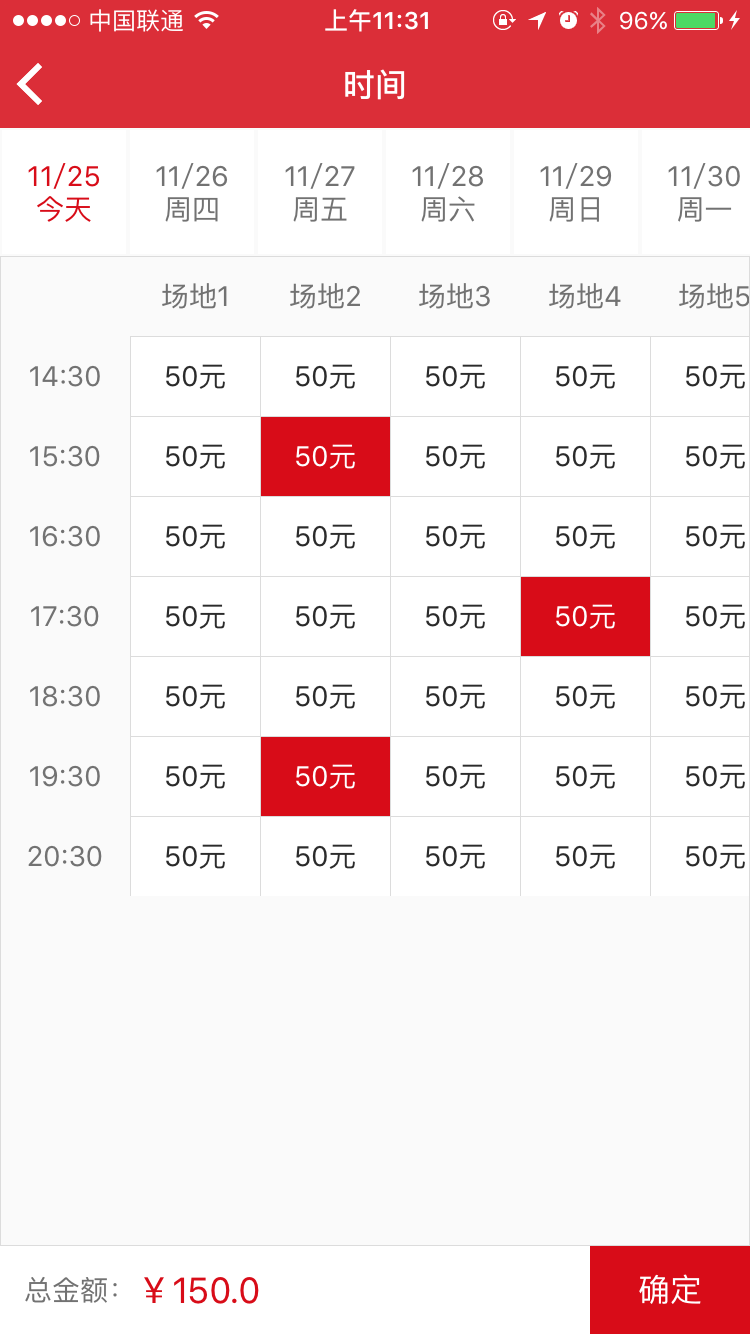 中国联通 上午11:31 96%
时间
11/25 11/26 11/27 11/28 11/29 11/30
今天 周四 周五 周六 周日 周一
场地1 场地2 场地3 场地4 场地5
14:30 50元 50元 50元 50元 50元
15:30 50元 50元 50元 50元 50元
16:30 50元 50元 50元 50元 50元
17:30 50元 50元 50元 50元 50元
18:30 50元 50元 50元 50元 50元
19:30 50元 50元 50元 50元 50元
20:30 50元 50元 50元 50元 50元
总金额: ¥ 150.0 确定